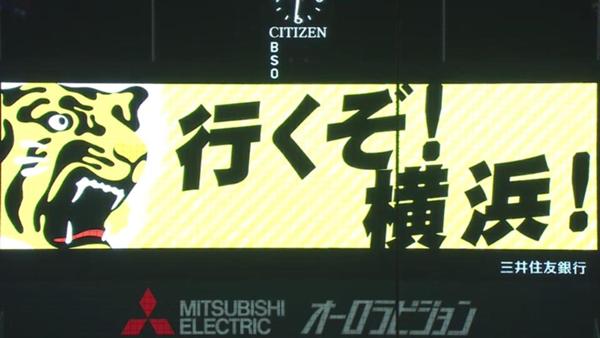 CITIZEN
B
S
O
行くぞ!
横浜!
三井住友銀行
MITSUBISHI
ELECTRIC
オーロラビジョン